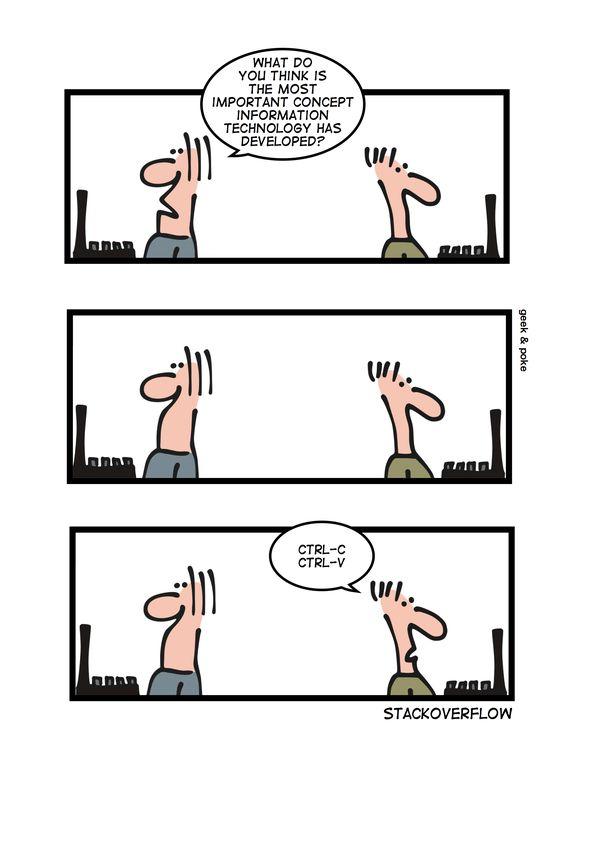 WHAT DO
YOU THINK IS
THE MOST
IMPORTANT CONCEPT
INFORMATION
TECHNOLOGY HAS
DEVELOPED?
geek & poke
CTRL-C
CTRL-V
STACKOVERFLOW